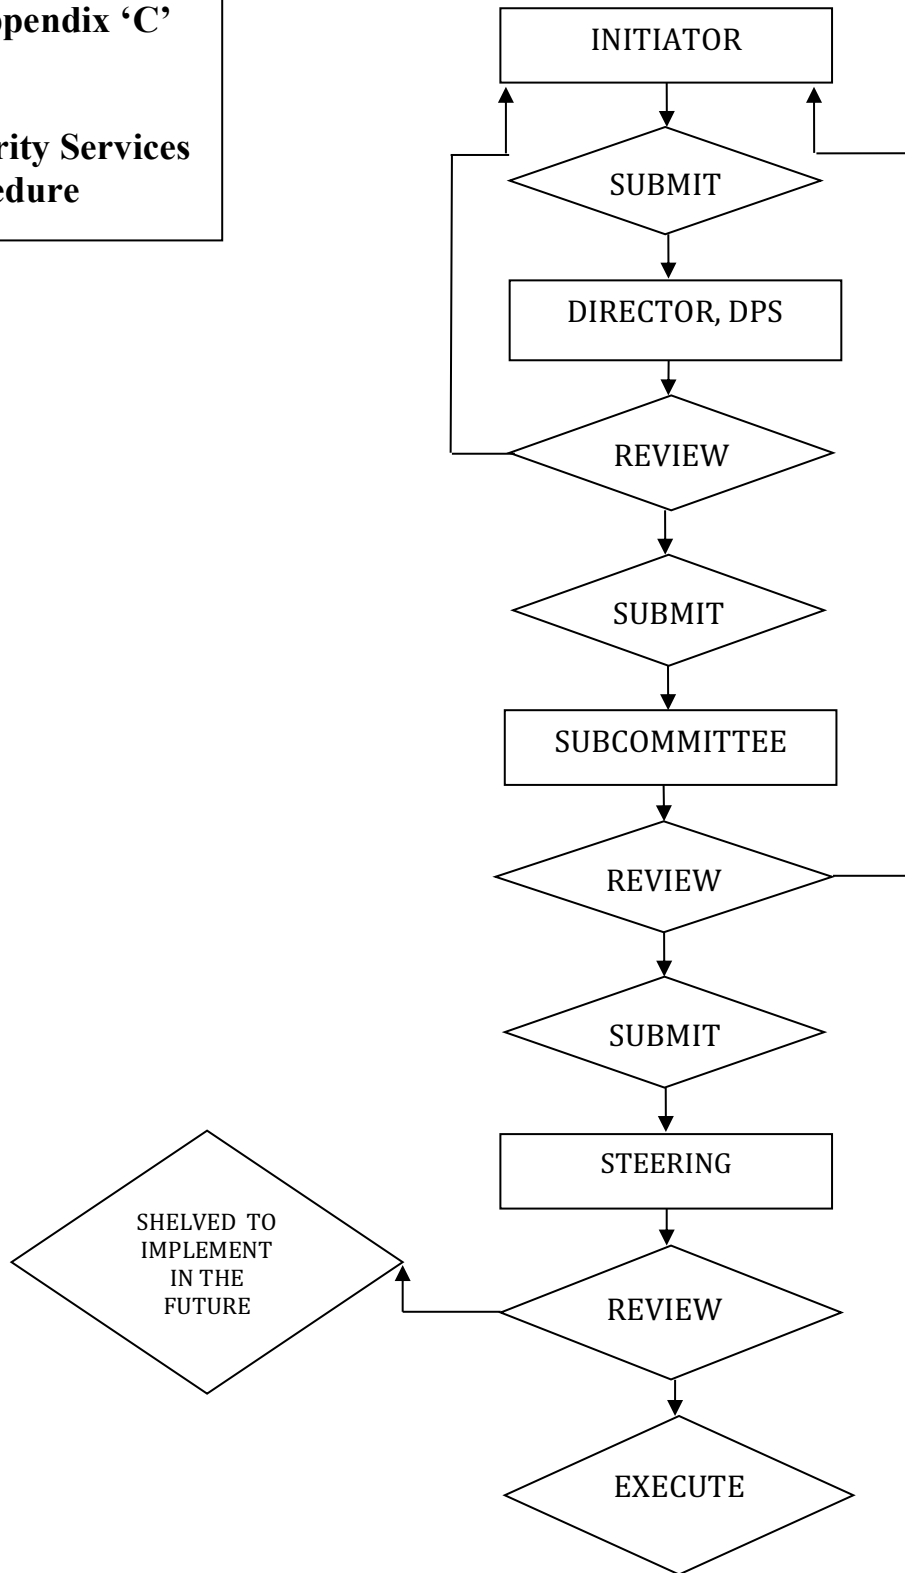 ppendix ‘C’
rity Services
edure
INITIATOR
SUBMIT
DIRECTOR, DPS
REVIEW
SUBMIT
SUBCOMMITTEE
REVIEW
SUBMIT
STEERING
SHELVED TO
IMPLEMENT
IN THE
FUTURE
REVIEW
EXECUTE